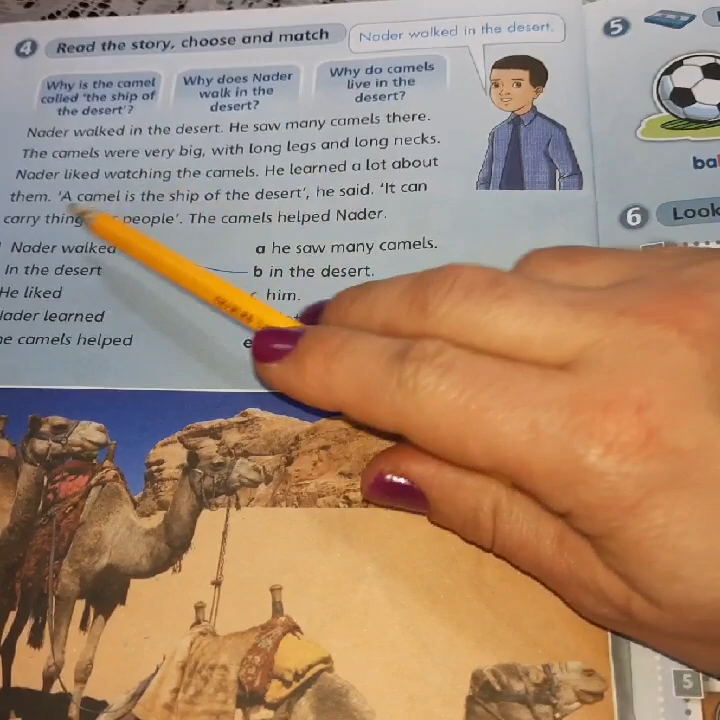 4 Read the story, choose and match
Nader walked in the desert.
Why is the camel
called 'the ship of
the desert'?
Why does Nader
walk in the
desert?
Why do camels
live in the
desert?
Nader walked in the desert. He saw many camels there.
The camels were very big, with long legs and long necks.
Nader liked watching the camels. He learned a lot about
them. 'A camel is the ship of the desert', he said. 'It can
carry people'. The camels helped Nader.
Nader walked
a he saw many camels.
In the desert
b in the desert.
He liked
him.
learned
camels helped
e
5
6 Look
5